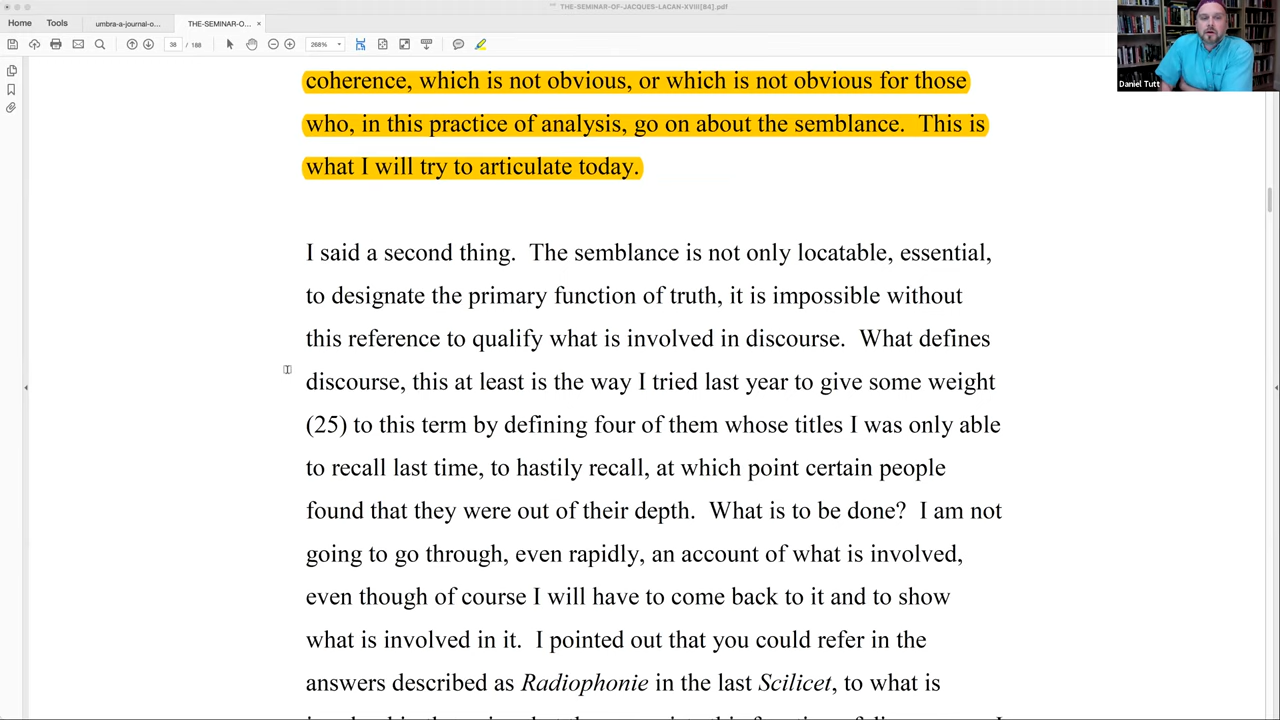 THE-SEMINAR-OF-JACQUES-LACAN-XVIII[84].pdf
Home Tools umbra-a-journal-o... THE-SEMINAR-O... ×
38 / 188 268%
Daniel Tutt
coherence, which is not obvious, or which is not obvious for those
who, in this practice of analysis, go on about the semblance. This is
what I will try to articulate today.
I said a second thing. The semblance is not only locatable, essential,
to designate the primary function of truth, it is impossible without
this reference to qualify what is involved in discourse. What defines
discourse, this at least is the way I tried last year to give some weight
(25) to this term by defining four of them whose titles I was only able
to recall last time, to hastily recall, at which point certain people
found that they were out of their depth. What is to be done? I am not
going to go through, even rapidly, an account of what is involved,
even though of course I will have to come back to it and to show
what is involved in it. I pointed out that you could refer in the
answers described as Radiophonie in the last Scilicet, to what is